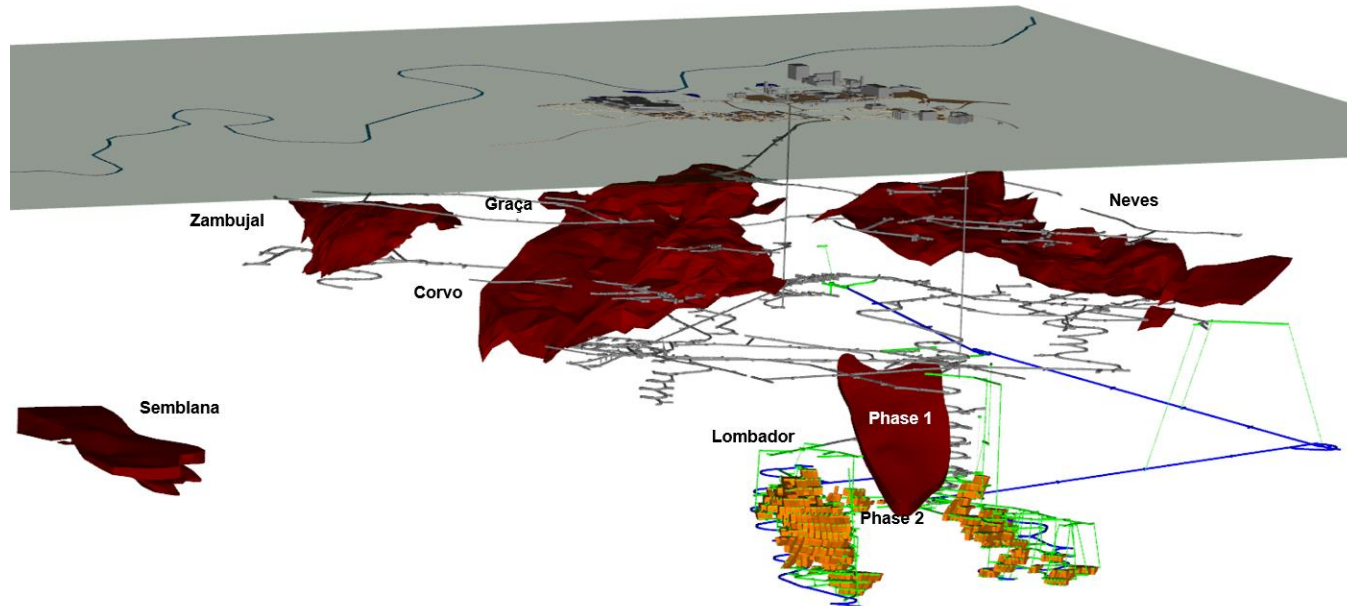 Neves
Graça
Zambujal
Corvo
Semblana
Phase 1
Lombador
Phase 2